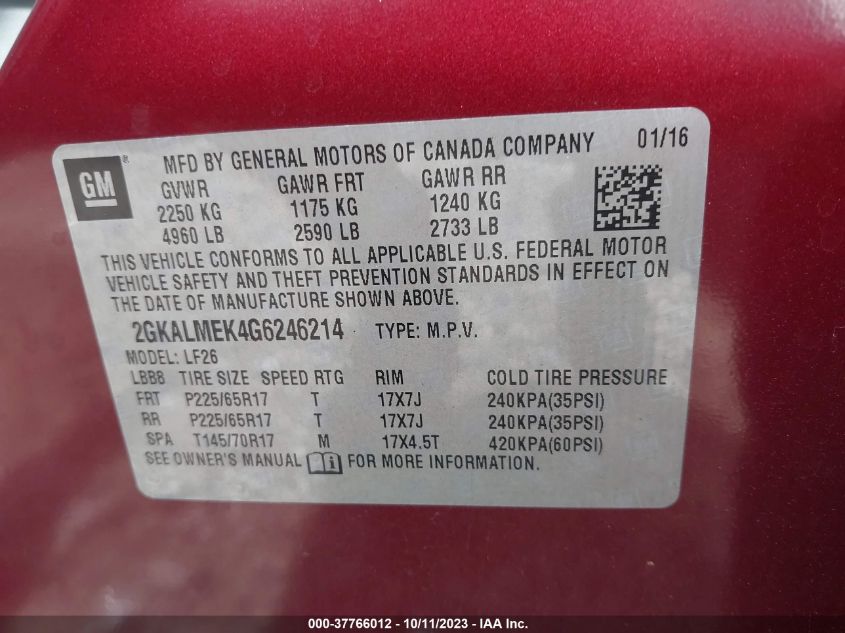 GM ® MFD BY GENERAL MOTORS OF CANADA COMPANY 01/16
GVWR GAWR FRT GAWR RR
2250 KG 1175 KG 1240 KG
4960 LB 2590 LB 2733 LB
THIS VEHICLE CONFORMS TO ALL APPLICABLE U.S. FEDERAL MOTOR
VEHICLE SAFETY AND THEFT PREVENTION STANDARDS IN EFFECT ON
THE DATE OF MANUFACTURE SHOWN ABOVE.
2GKALMEK4G6246214 TYPE: M.P.V.
MODEL: LF26
LBB8 TIRE SIZE SPEED RTG RIM COLD TIRE PRESSURE
FRT P225/65R17 T 17X7J 240KPA(35PSI)
RR P225/65R17 T 17X7J 240KPA(35PSI)
SPA T145/70R17 M 17X4.5T 420KPA(60PSI)
SEE OWNER'S MANUAL FOR MORE INFORMATION.
000-37766012 - 10/11/2023 - IAA Inc.